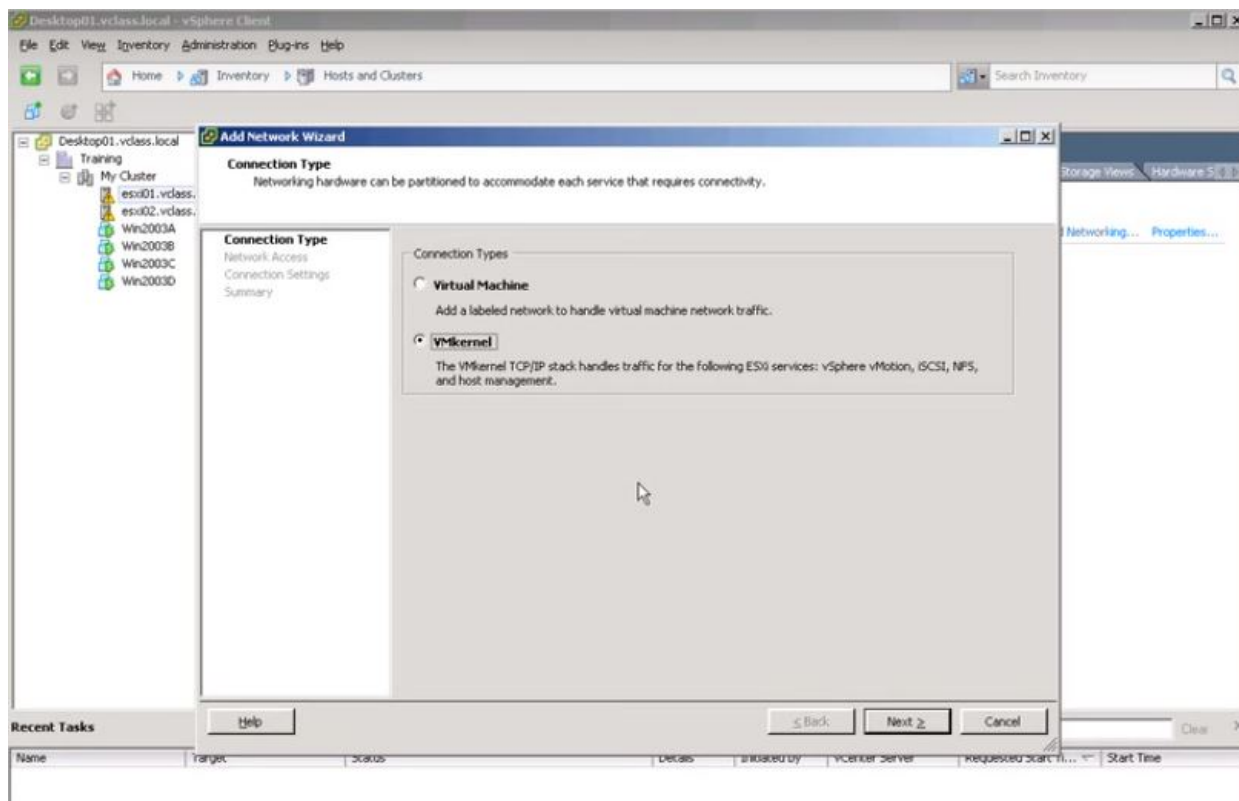 Desktop01.vclass.local - vSphere Client
File Edit View Inventory Administration Plug-ins Help
Home Inventory Hosts and Clusters
Search Inventory
Desktop01.vclass.local
Training
My Cluster
esxi01.vclass.
esxi02.vclass.
Win2003A
Win2003B
Win2003C
Win2003D
Add Network Wizard
Connection Type
Networking hardware can be partitioned to accommodate each service that requires connectivity.
Connection Type
Network Access
Connection Settings
Summary
Connection Types
Virtual Machine
Add a labeled network to handle virtual machine network traffic.
VMkernel
The VMkernel TCP/IP stack handles traffic for the following ESXi services: vSphere vMotion, iSCSI, NFS,
and host management.
Storage Views Hardware S
Networking... Properties...
Help < Back Next > Cancel
Recent Tasks
Clear
Name Target Status Details Initiated by vCenter Server Requested Start Ti... Start Time